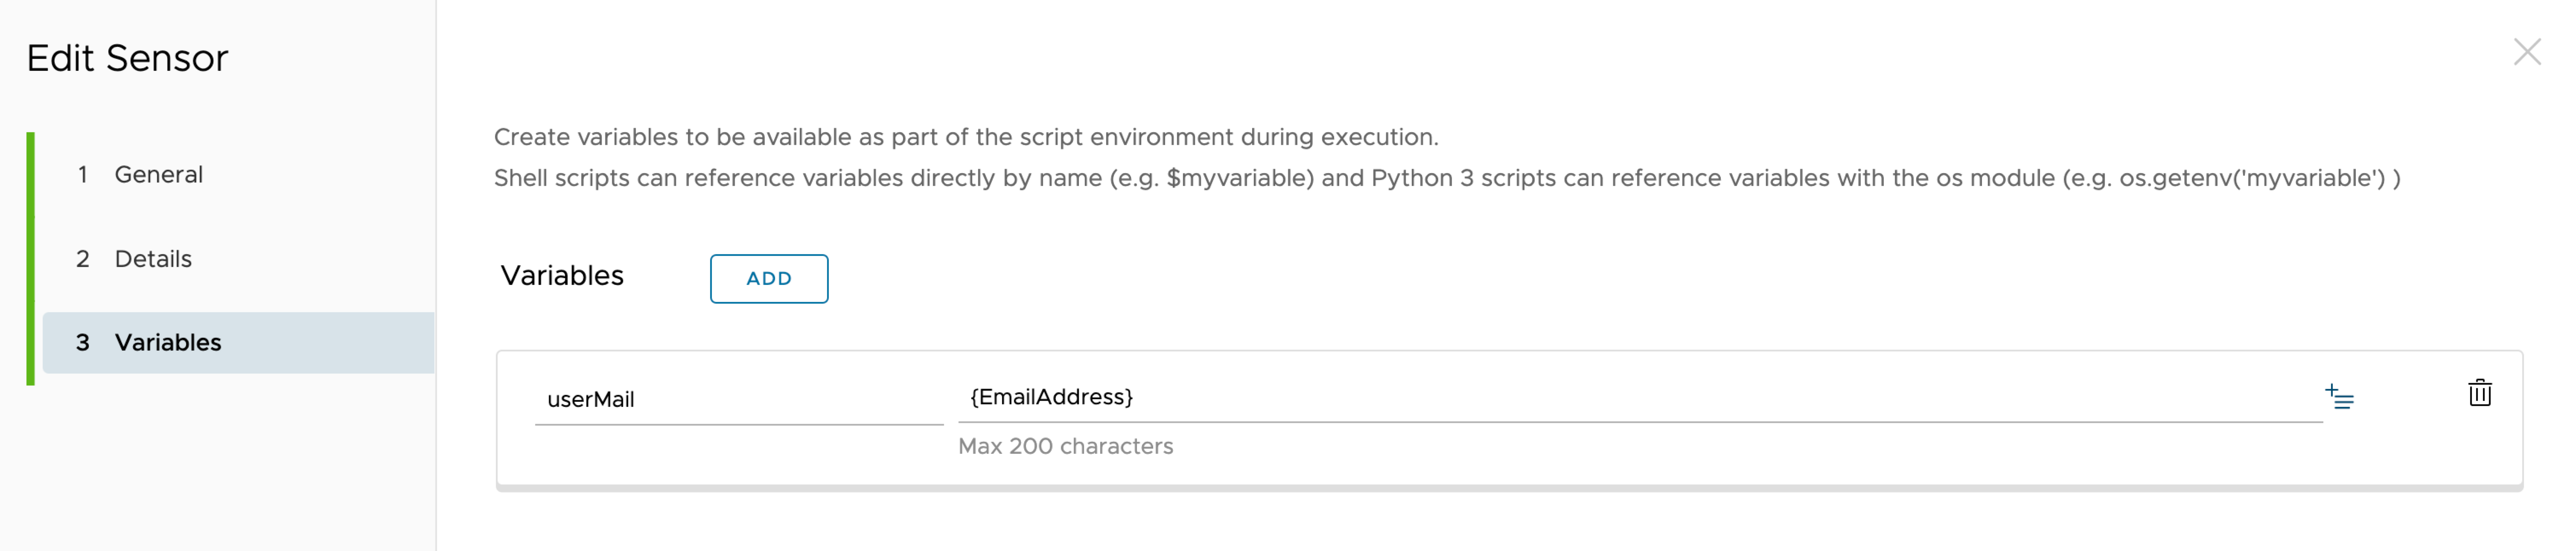 Edit Sensor
1 General
2 Details
3 Variables
Create variables to be available as part of the script environment during execution.
Shell scripts can reference variables directly by name (e.g. $myvariable) and Python 3 scripts can reference variables with the os module (e.g. os.getenv('myvariable') )
Variables
ADD
userMail
{EmailAddress}
Max 200 characters